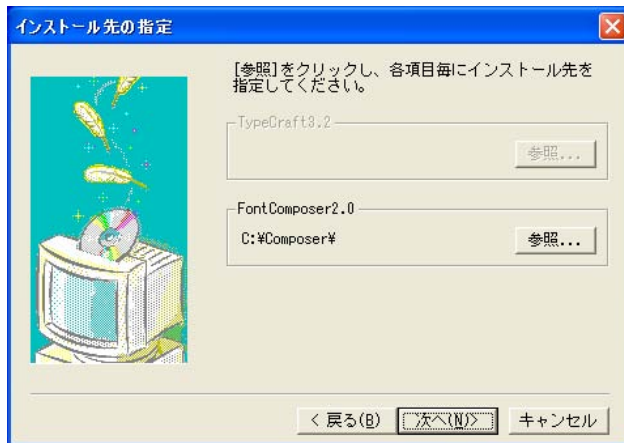 インストール先の指定
[参照]をクリックし、各項目毎にインストール先を
指定してください。
TypeCraft3.2
参照...
FontComposer2.0
C:¥Composer¥
参照...
< 戻る(B)
次へ(N)>
キャンセル